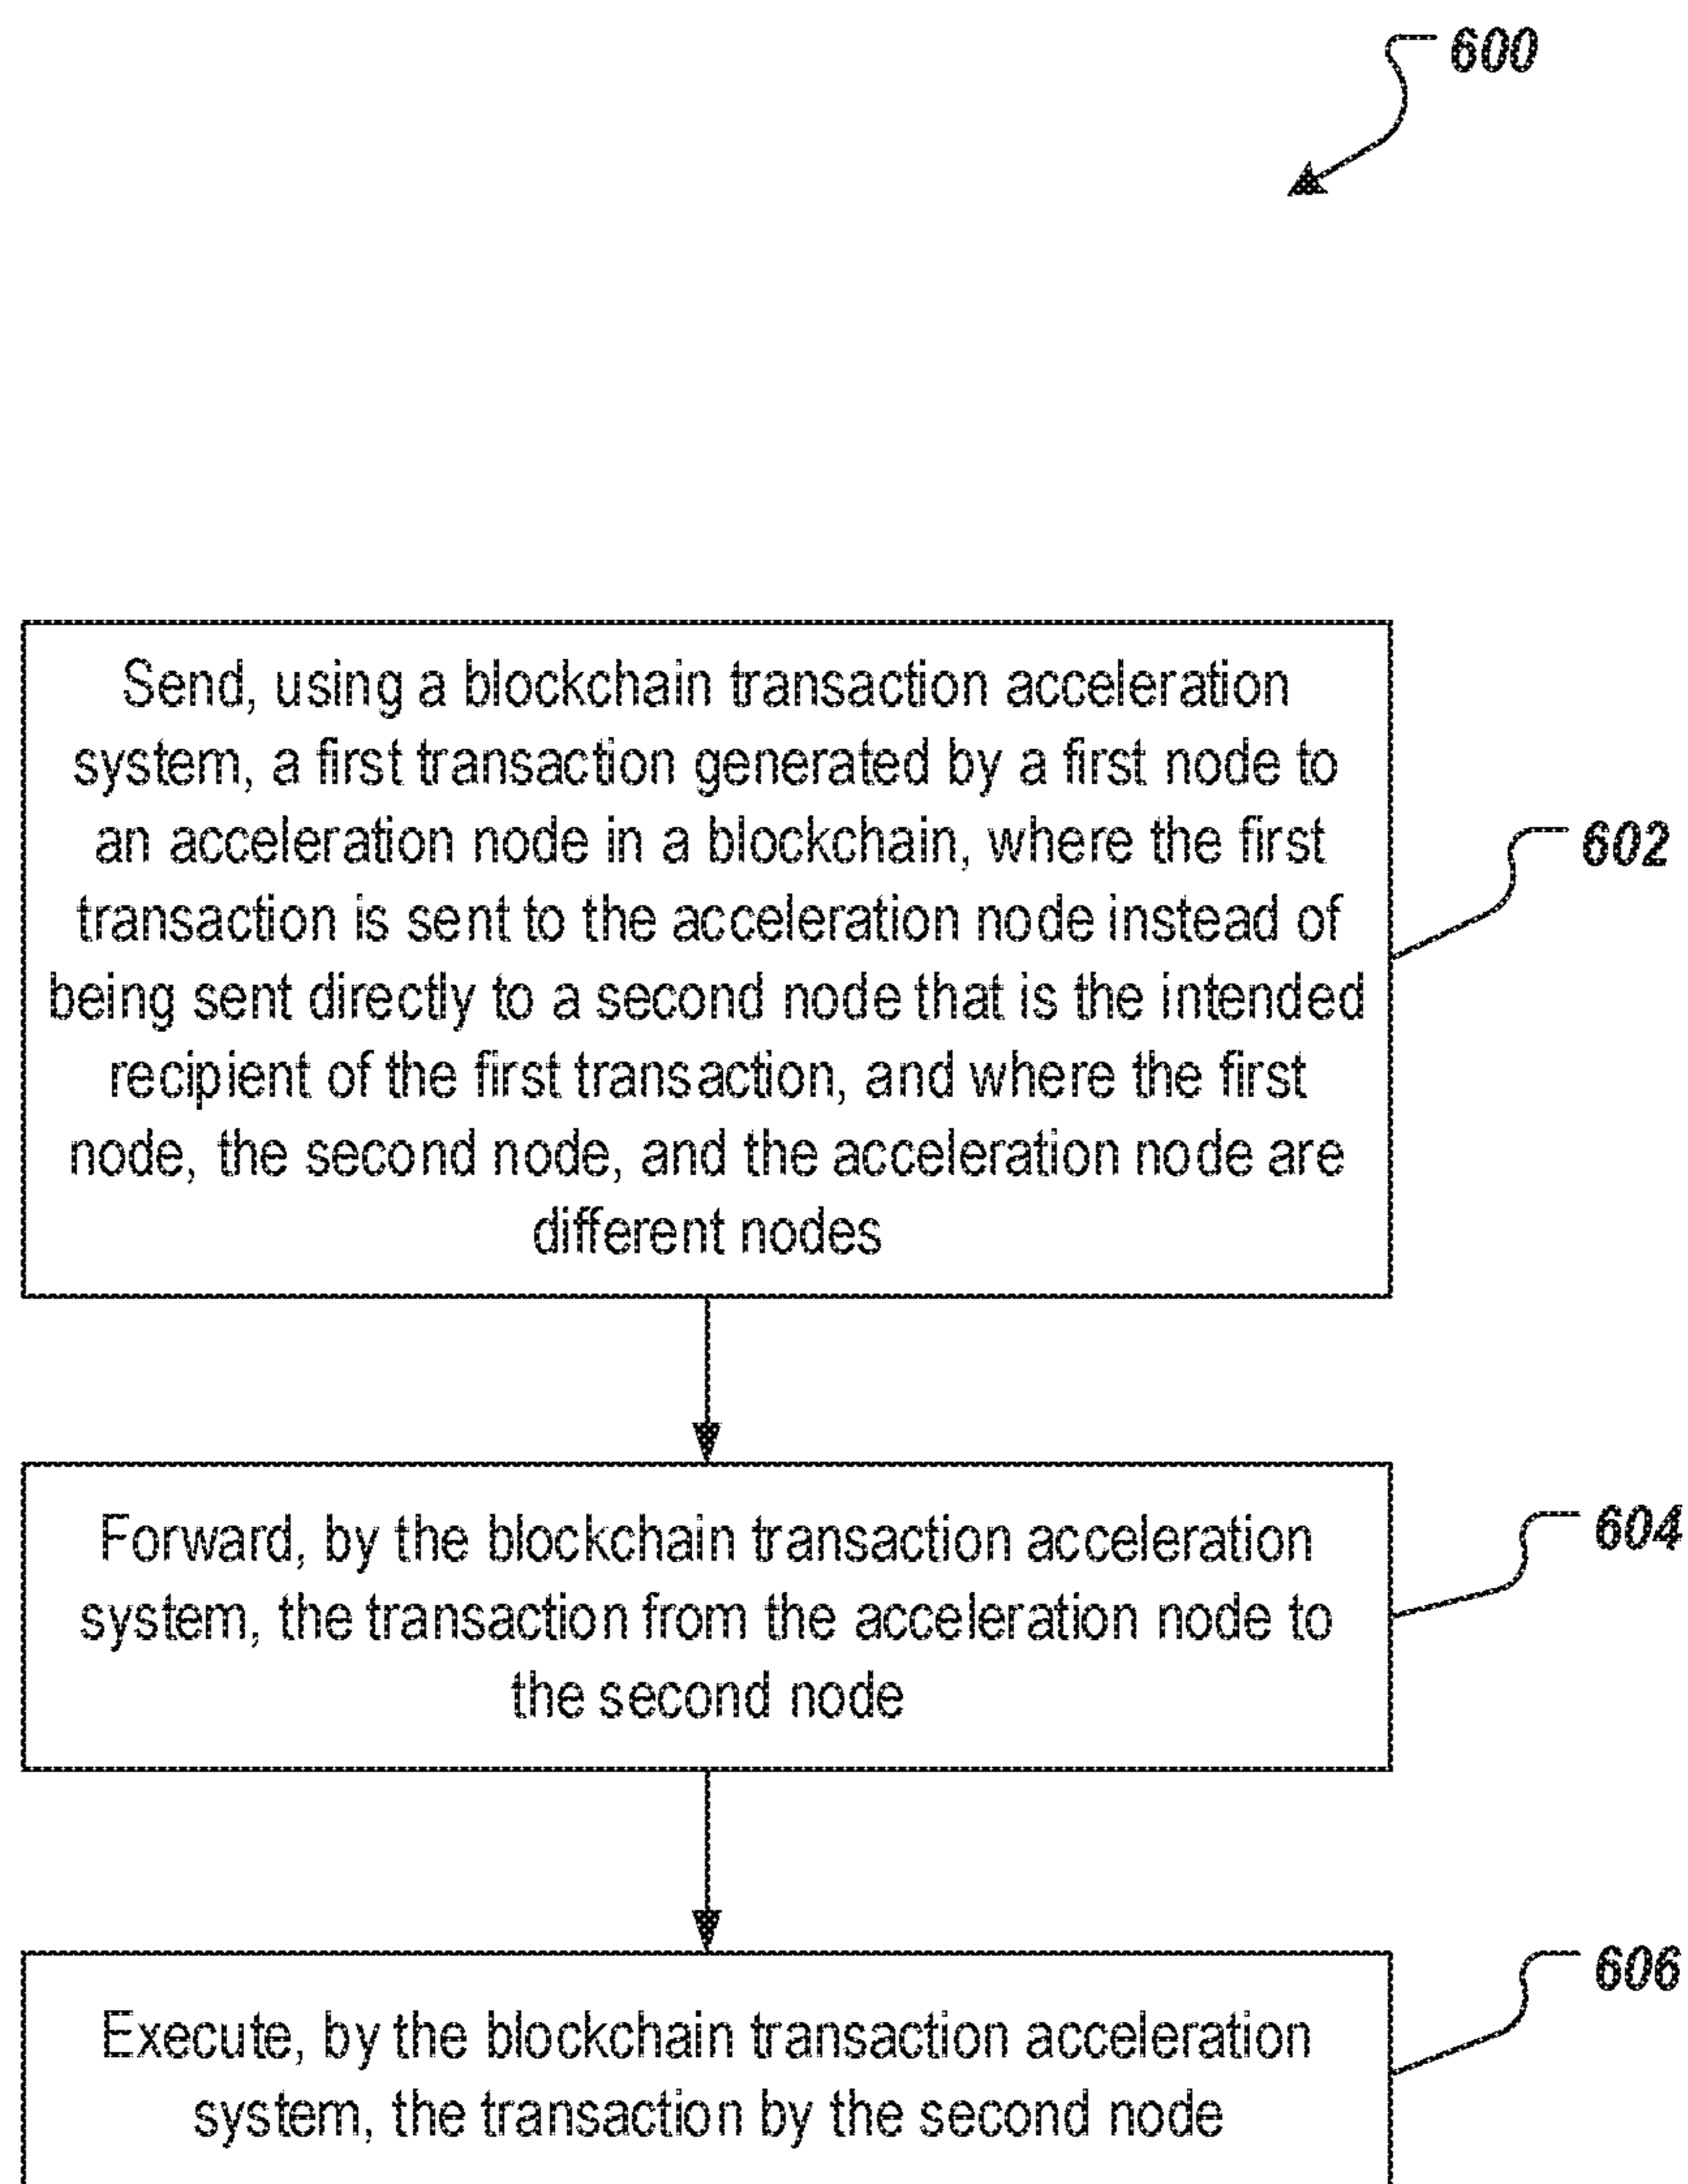 600
Send, using a blockchain transaction acceleration
system, a first transaction generated by a first node to
an acceleration node in a blockchain, where the first
transaction is sent to the acceleration node instead of
being sent directly to a second node that is the intended
recipient of the first transaction, and where the first
node, the second node, and the acceleration node are
different nodes
602
Forward, by the blockchain transaction acceleration
system, the transaction from the acceleration node to
the second node
604
Execute, by the blockchain transaction acceleration
system, the transaction by the second node
606